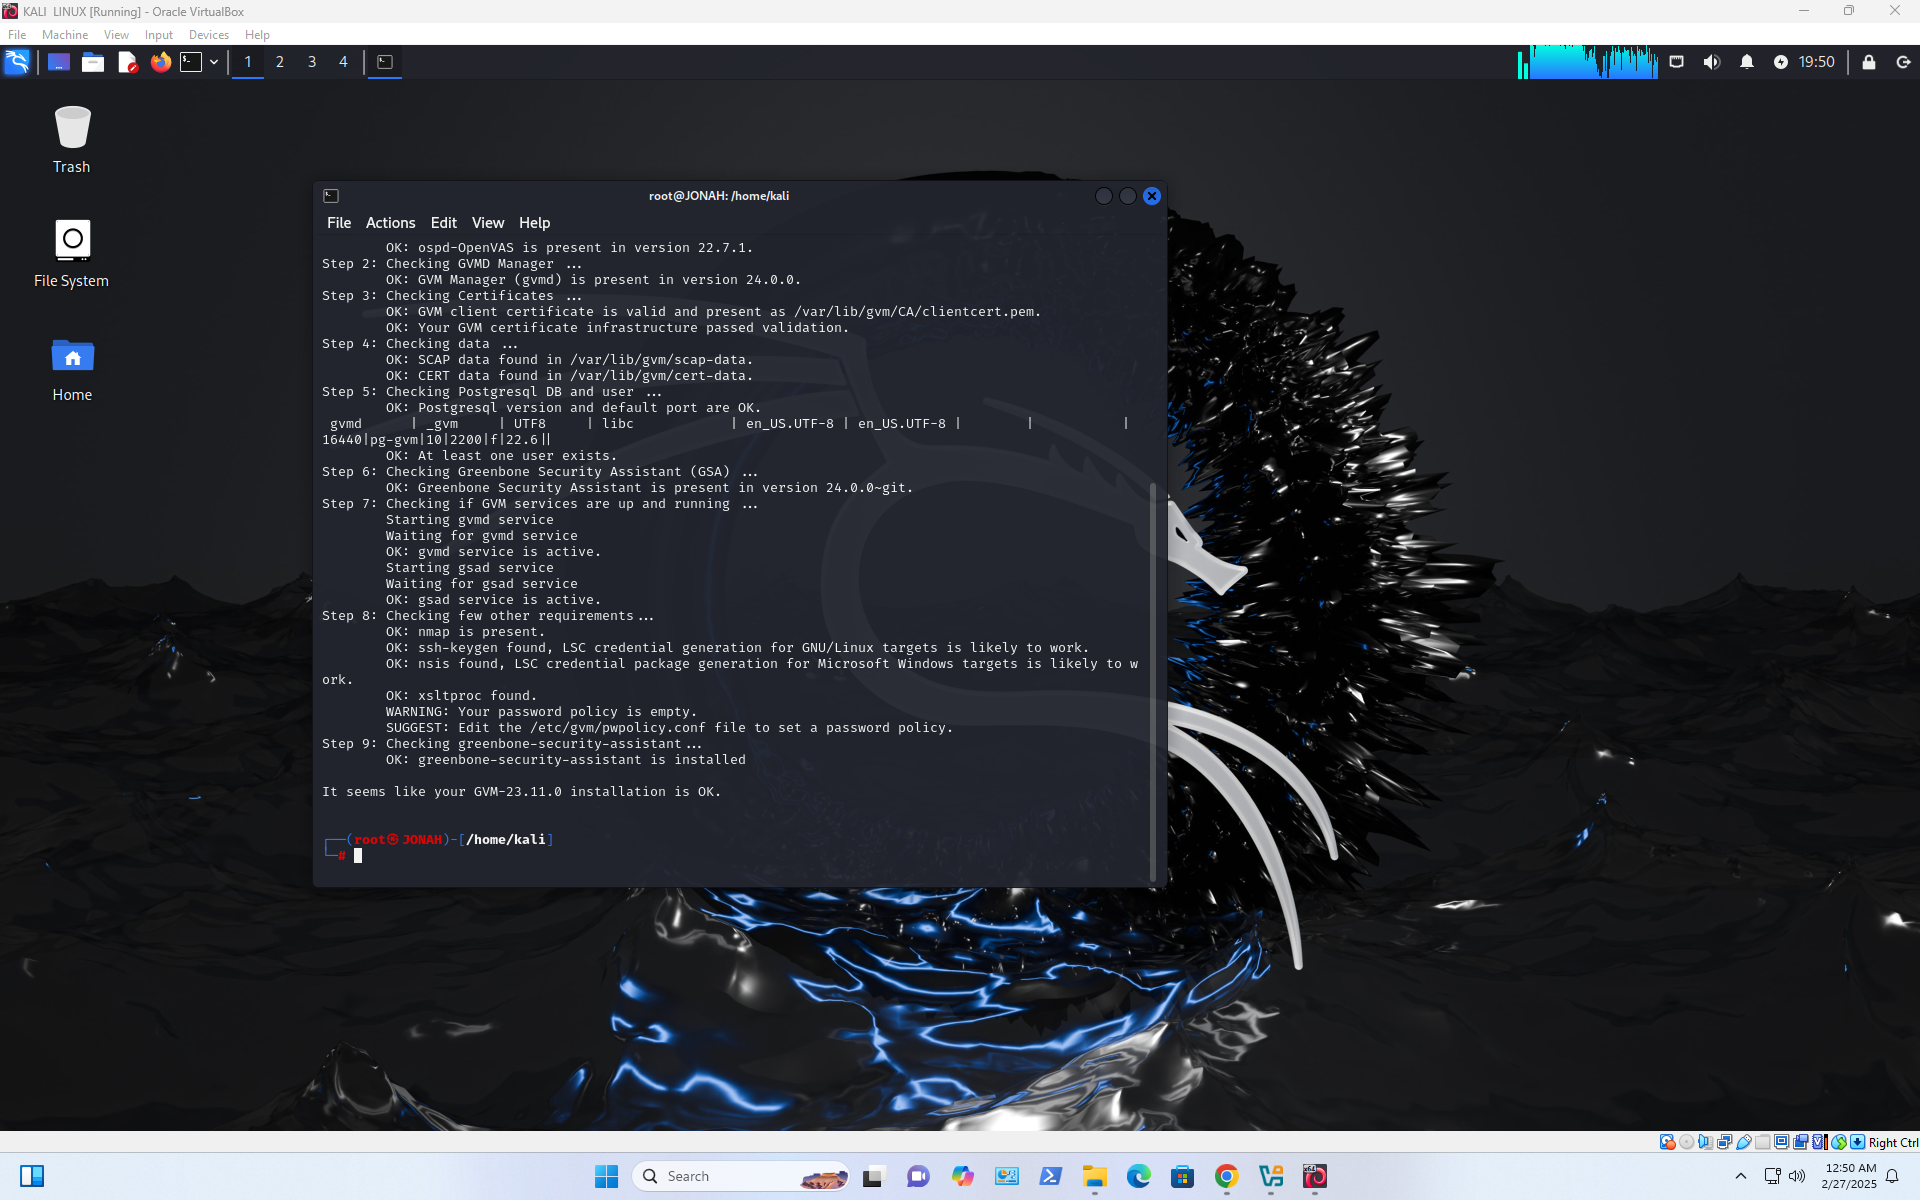 KALI LINUX [Running] - Oracle VirtualBox
File Machine View Input Devices Help
1 2 3 4
19:50
Trash
File System
Home
root@JONAH: /home/kali
File Actions Edit View Help
OK: ospd-OpenVAS is present in version 22.7.1.
Step 2: Checking GVMD Manager ...
OK: GVM Manager (gvmd) is present in version 24.0.0.
Step 3: Checking Certificates ...
OK: GVM client certificate is valid and present as /var/lib/gvm/CA/clientcert.pem.
OK: Your GVM certificate infrastructure passed validation.
Step 4: Checking data ...
OK: SCAP data found in /var/lib/gvm/scap-data.
OK: CERT data found in /var/lib/gvm/cert-data.
Step 5: Checking Postgresql DB and user ...
OK: Postgresql version and default port are OK.
gvmd | _gvm | UTF8 | libc | en_US.UTF-8 | en_US.UTF-8 | | |
16440|pg-gvm|10|2200|f|22.6||
OK: At least one user exists.
Step 6: Checking Greenbone Security Assistant (GSA) ...
OK: Greenbone Security Assistant is present in version 24.0.0~git.
Step 7: Checking if GVM services are up and running ...
Starting gvmd service
Waiting for gvmd service
OK: gvmd service is active.
Starting gsad service
Waiting for gsad service
OK: gsad service is active.
Step 8: Checking few other requirements...
OK: nmap is present.
OK: ssh-keygen found, LSC credential generation for GNU/Linux targets is likely to work.
OK: nsis found, LSC credential package generation for Microsoft Windows targets is likely to w
ork.
OK: xsltproc found.
WARNING: Your password policy is empty.
SUGGEST: Edit the /etc/gvm/pwpolicy.conf file to set a password policy.
Step 9: Checking greenbone-security-assistant...
OK: greenbone-security-assistant is installed
It seems like your GVM-23.11.0 installation is OK.
┌──(root㉿JONAH)-[/home/kali]
└─#
Right Ctrl
Search
12:50 AM
2/27/2025